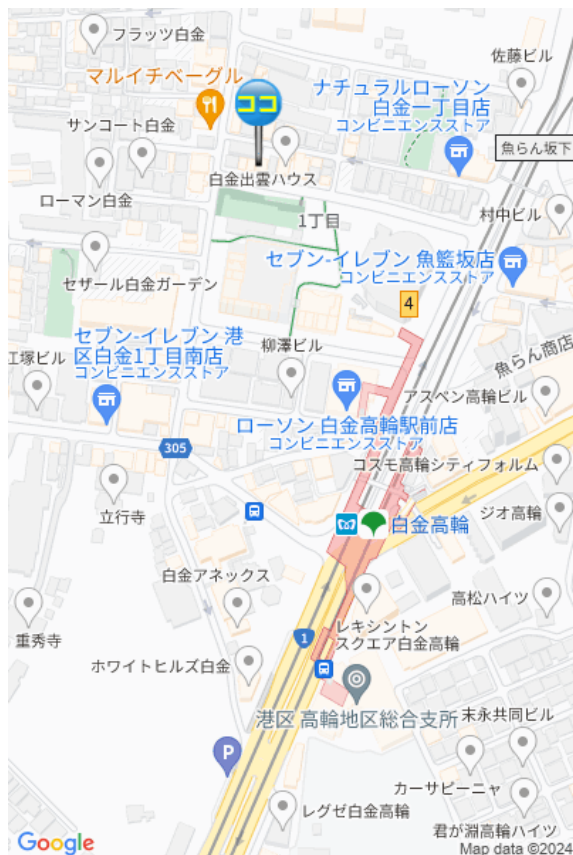 フラッツ白金
佐藤ビル
マルイチベーグル
ココ
ナチュラルローソン
白金一丁目店
コンビニエンスストア
サンコート白金
魚らん坂下
白金出雲ハウス
ローマン白金
1丁目
村中ビル
セブン-イレブン 魚籃坂店
コンビニエンスストア
セザール白金ガーデン
4
セブン-イレブン 港
区白金1丁目南店
コンビニエンスストア
柳澤ビル
魚らん商店
江塚ビル
アスペン高輪ビル
ローソン 白金高輪駅前店
コンビニエンスストア
305
コスモ高輪シティフォルム
立行寺
ジオ高輪
白金高輪
白金アネックス
高松ハイツ
重秀寺
1
レキシントン
スクエア白金高輪
ホワイトヒルズ白金
港区 高輪地区総合支所
末永共同ビル
P
カーサビーニャ
レグゼ白金高輪
君が淵高輪ハイツ
Google
Map data ©2024